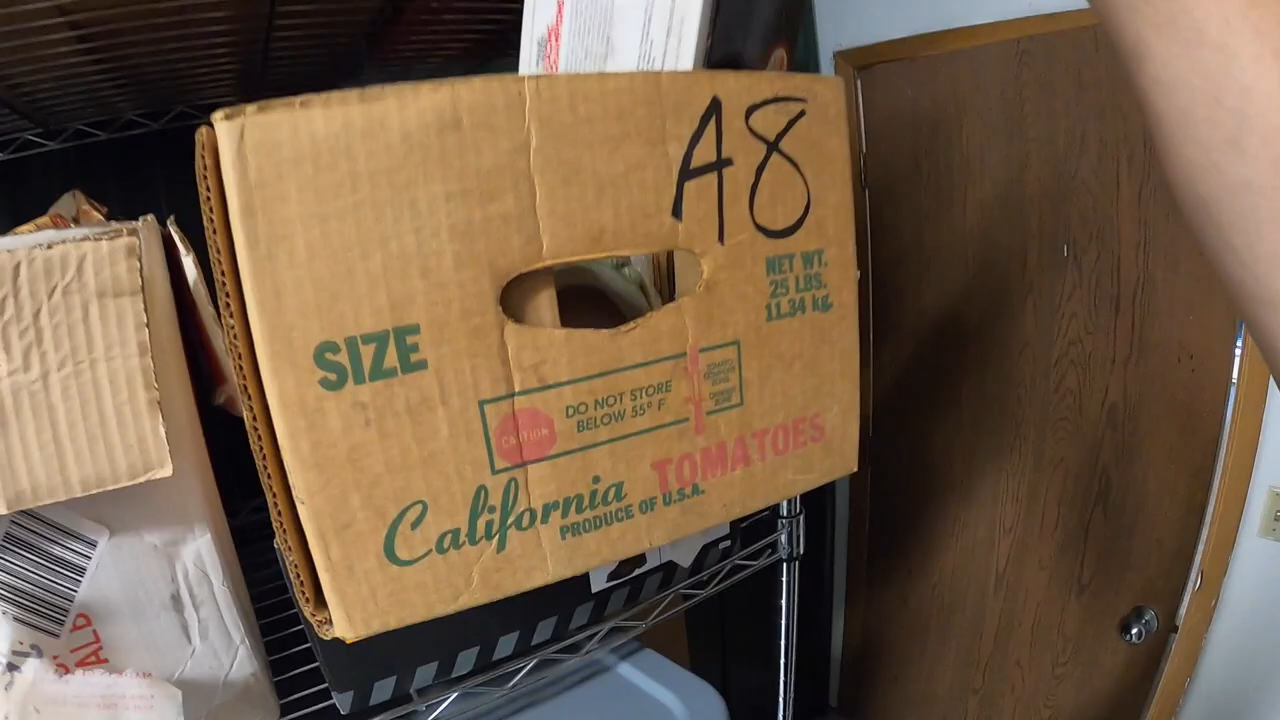 A8
NET WT.
25 LBS.
11.34 kg.
SIZE
CAUTION
DO NOT STORE
BELOW 55° F
California TOMATOES
PRODUCE OF U.S.A.
ALD